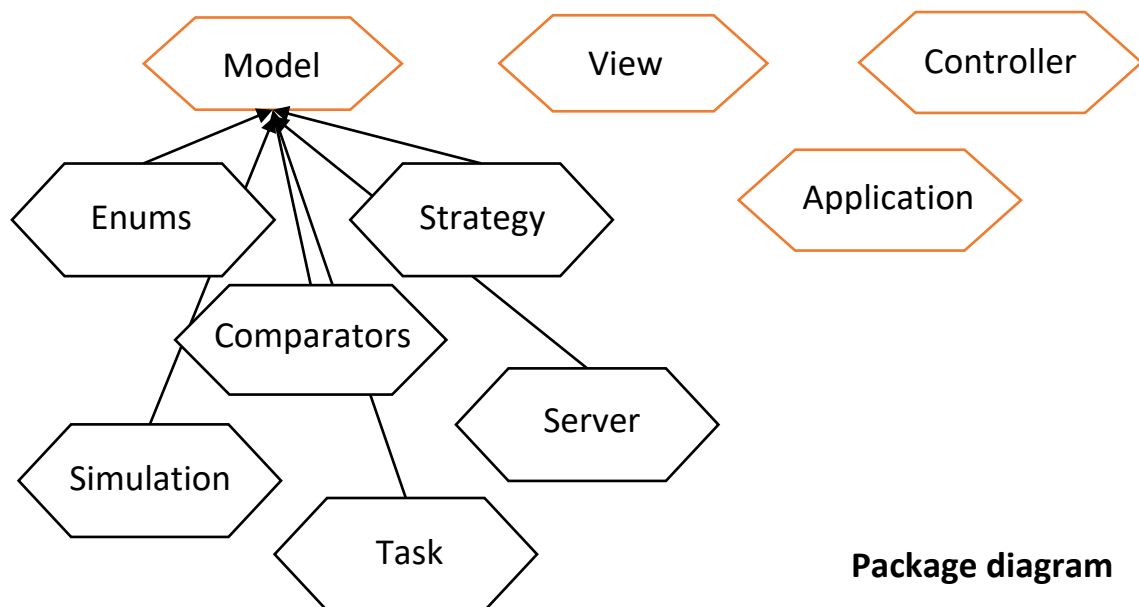 Model
View
Controller
Enums
Strategy
Application
Comparators
Server
Simulation
Task
Package diagram